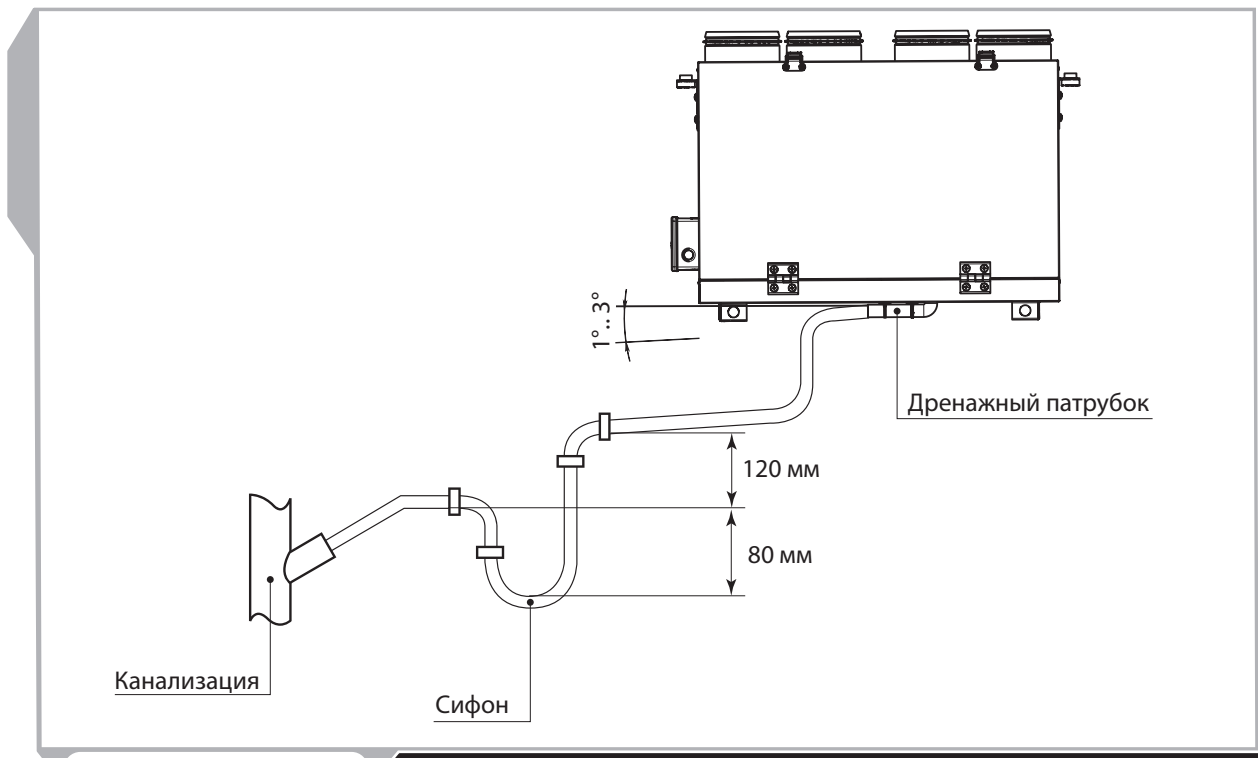 1°.. 3°
Дренажный патрубок
120 мм
80 мм
Канализация
Сифон